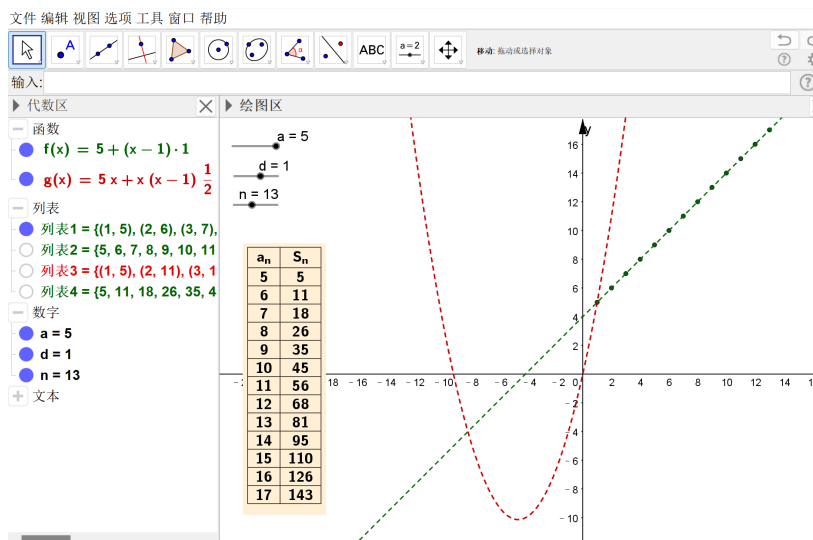 文件 编辑 视图 选项 工具 窗口 帮助
A
α
ABC
a = 2
移动: 拖动或选择对象
输入:
代数区
绘图区
函数
f(x) = 5 + (x − 1) · 1
g(x) = 5 x + x (x − 1) 1/2
列表
列表1 = {(1, 5), (2, 6), (3, 7),
列表2 = {5, 6, 7, 8, 9, 10, 11
列表3 = {(1, 5), (2, 11), (3, 1
列表4 = {5, 11, 18, 26, 35, 4
数字
a = 5
d = 1
n = 13
文本
a = 5
d = 1
n = 13
aₙ Sₙ
5 5
6 11
7 18
8 26
9 35
10 45
11 56
12 68
13 81
14 95
15 110
16 126
17 143
y
16
14
12
10
8
6
4
2
18 −16 −14 −12 −10 −8 −6 −4 −2 0 2 4 6 8 10 12 14
−2
−4
−6
−8
−10